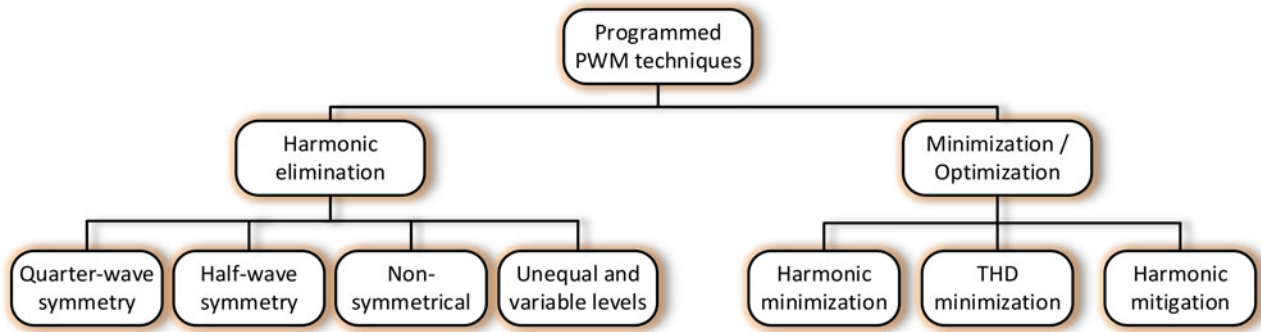 Programmed
PWM techniques
Harmonic
elimination
Minimization /
Optimization
Quarter-wave
symmetry
Half-wave
symmetry
Non-
symmetrical
Unequal and
variable levels
Harmonic
minimization
THD
minimization
Harmonic
mitigation